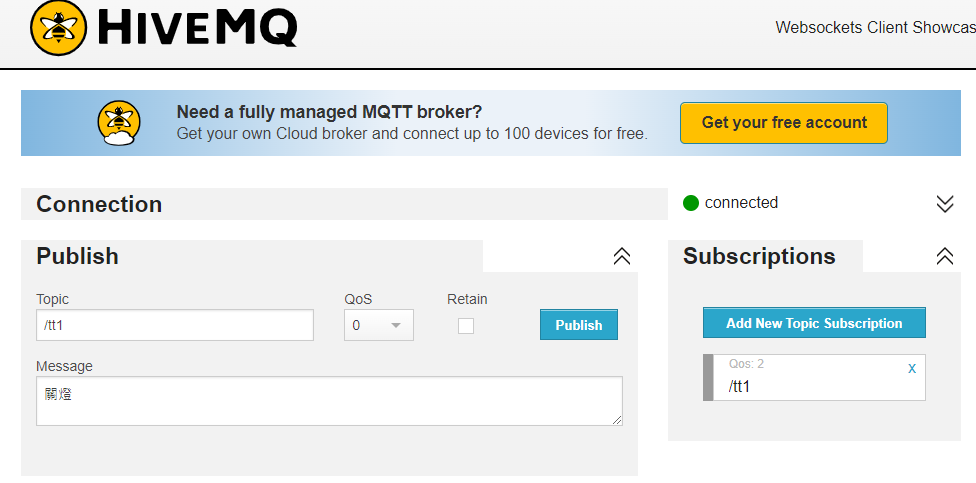 HIVEMQ
Websockets Client Showcas
Need a fully managed MQTT broker?
Get your own Cloud broker and connect up to 100 devices for free.
Get your free account
Connection
connected
Publish
Subscriptions
Topic
QoS
Retain
/tt1
0
Publish
Message
關燈
Add New Topic Subscription
Qos: 2
x
/tt1